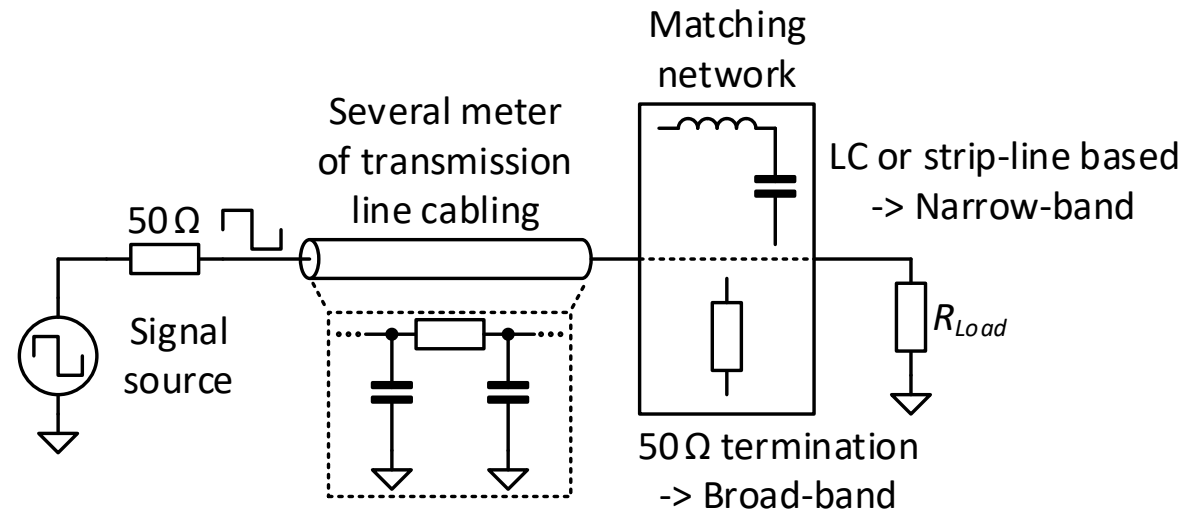 Matching
network
Several meter
of transmission
line cabling
LC or strip-line based
-> Narrow-band
50 Ω
Signal
source
R_Load
50 Ω termination
-> Broad-band